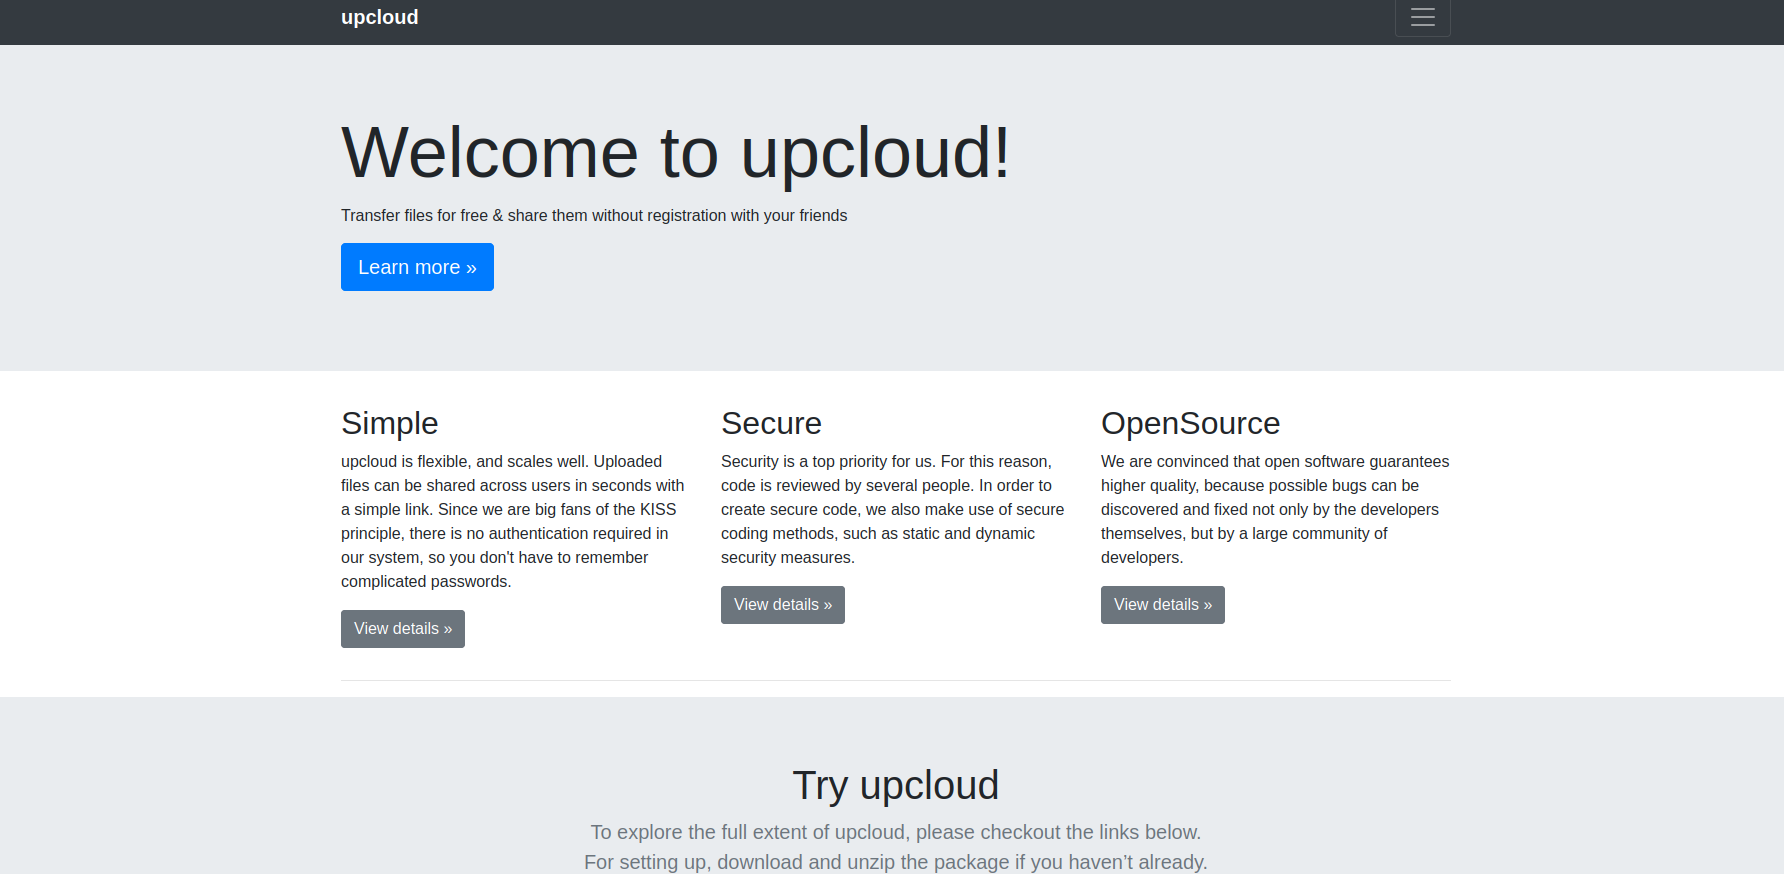 upcloud
Welcome to upcloud!
Transfer files for free & share them without registration with your friends
Learn more »
Simple
upcloud is flexible, and scales well. Uploaded
files can be shared across users in seconds with
a simple link. Since we are big fans of the KISS
principle, there is no authentication required in
our system, so you don't have to remember
complicated passwords.
View details »
Secure
Security is a top priority for us. For this reason,
code is reviewed by several people. In order to
create secure code, we also make use of secure
coding methods, such as static and dynamic
security measures.
View details »
OpenSource
We are convinced that open software guarantees
higher quality, because possible bugs can be
discovered and fixed not only by the developers
themselves, but by a large community of
developers.
View details »
Try upcloud
To explore the full extent of upcloud, please checkout the links below.
For setting up, download and unzip the package if you haven’t already.